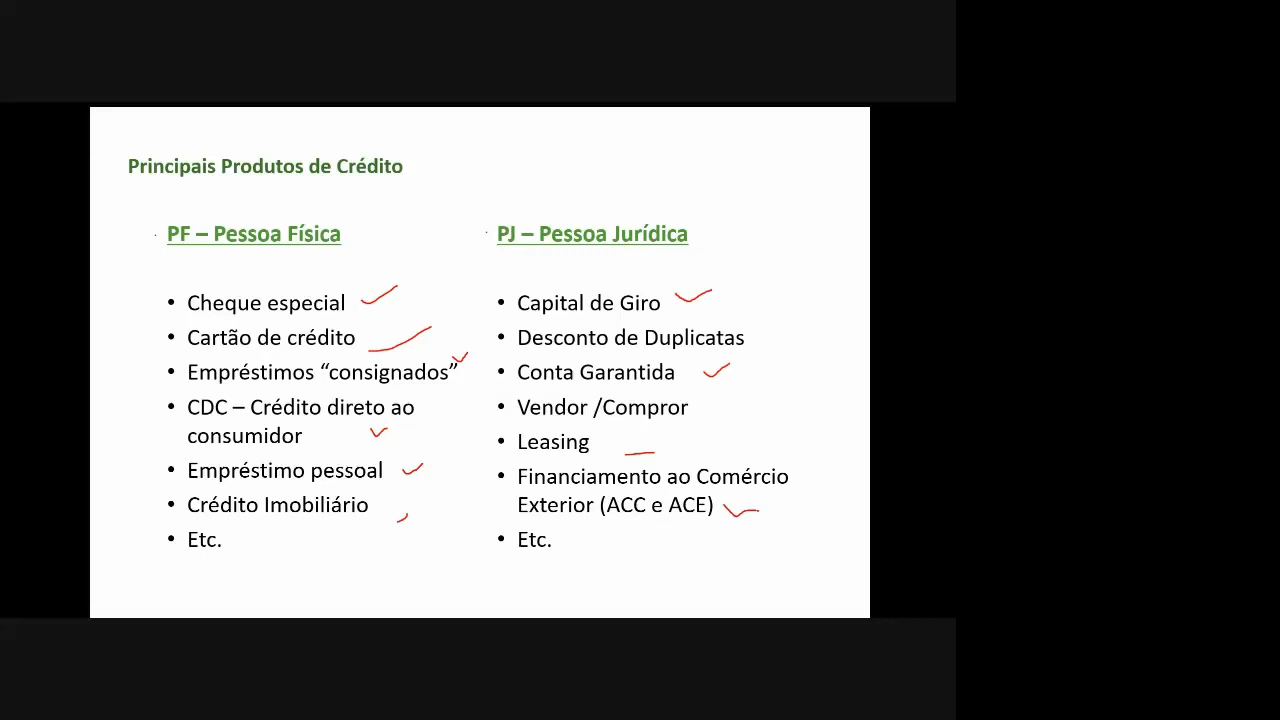 Principais Produtos de Crédito
PF – Pessoa Física
• Cheque especial
• Cartão de crédito
• Empréstimos “consignados”
• CDC – Crédito direto ao
consumidor
• Empréstimo pessoal
• Crédito Imobiliário
• Etc.
PJ – Pessoa Jurídica
• Capital de Giro
• Desconto de Duplicatas
• Conta Garantida
• Vendor /Compror
• Leasing
• Financiamento ao Comércio
Exterior (ACC e ACE)
• Etc.